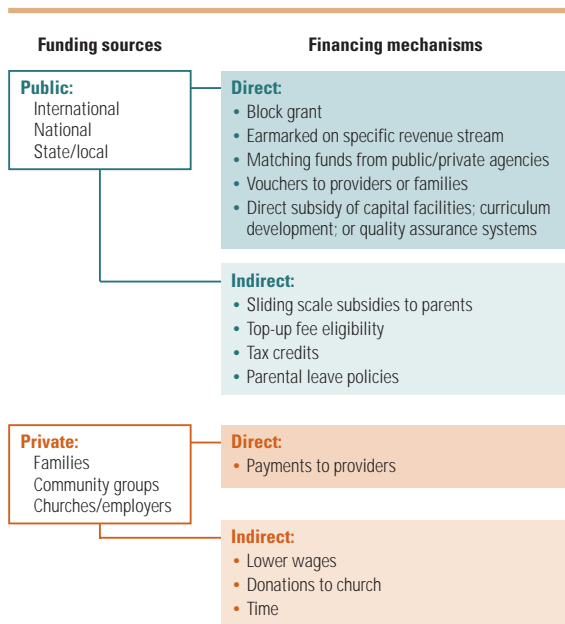 Funding sources
Financing mechanisms
Public:
International
National
State/local
Direct:
• Block grant
• Earmarked on specific revenue stream
• Matching funds from public/private agencies
• Vouchers to providers or families
• Direct subsidy of capital facilities; curriculum
development; or quality assurance systems
Indirect:
• Sliding scale subsidies to parents
• Top-up fee eligibility
• Tax credits
• Parental leave policies
Private:
Families
Community groups
Churches/employers
Direct:
• Payments to providers
Indirect:
• Lower wages
• Donations to church
• Time